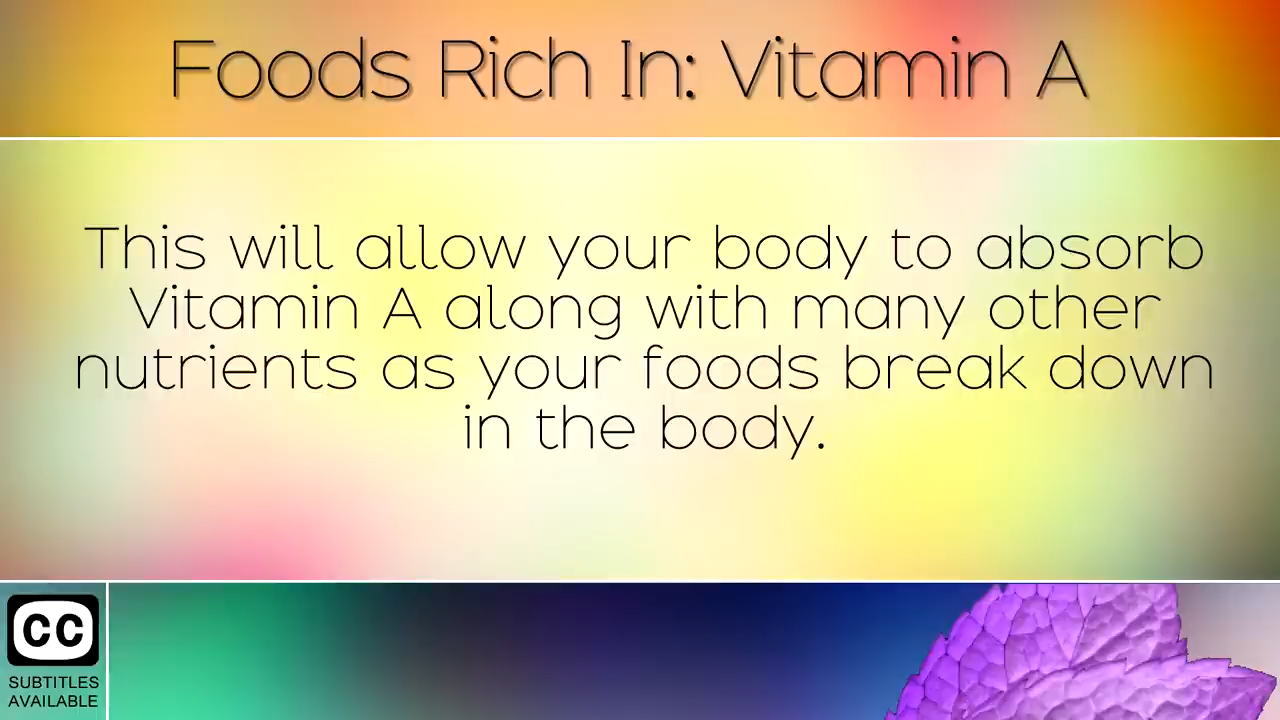 Foods Rich In: Vitamin A
This will allow your body to absorb
Vitamin A along with many other
nutrients as your foods break down
in the body.
CC
SUBTITLES
AVAILABLE